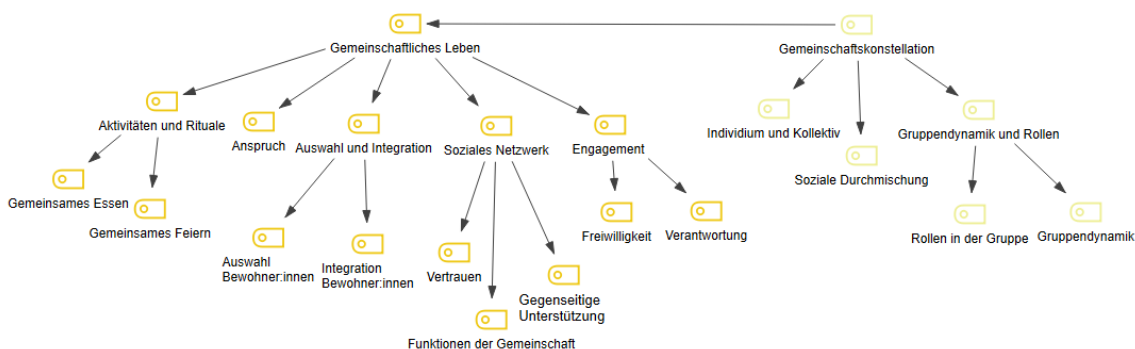 Gemeinschaftliches Leben
Gemeinschaftskonstellation
Aktivitäten und Rituale
Anspruch
Auswahl und Integration
Soziales Netzwerk
Engagement
Individium und Kollektiv
Gruppendynamik und Rollen
Soziale Durchmischung
Gemeinsames Essen
Gemeinsames Feiern
Auswahl
Bewohner:innen
Integration
Bewohner:innen
Vertrauen
Funktionen der Gemeinschaft
Gegenseitige
Unterstützung
Freiwilligkeit
Verantwortung
Rollen in der Gruppe
Gruppendynamik